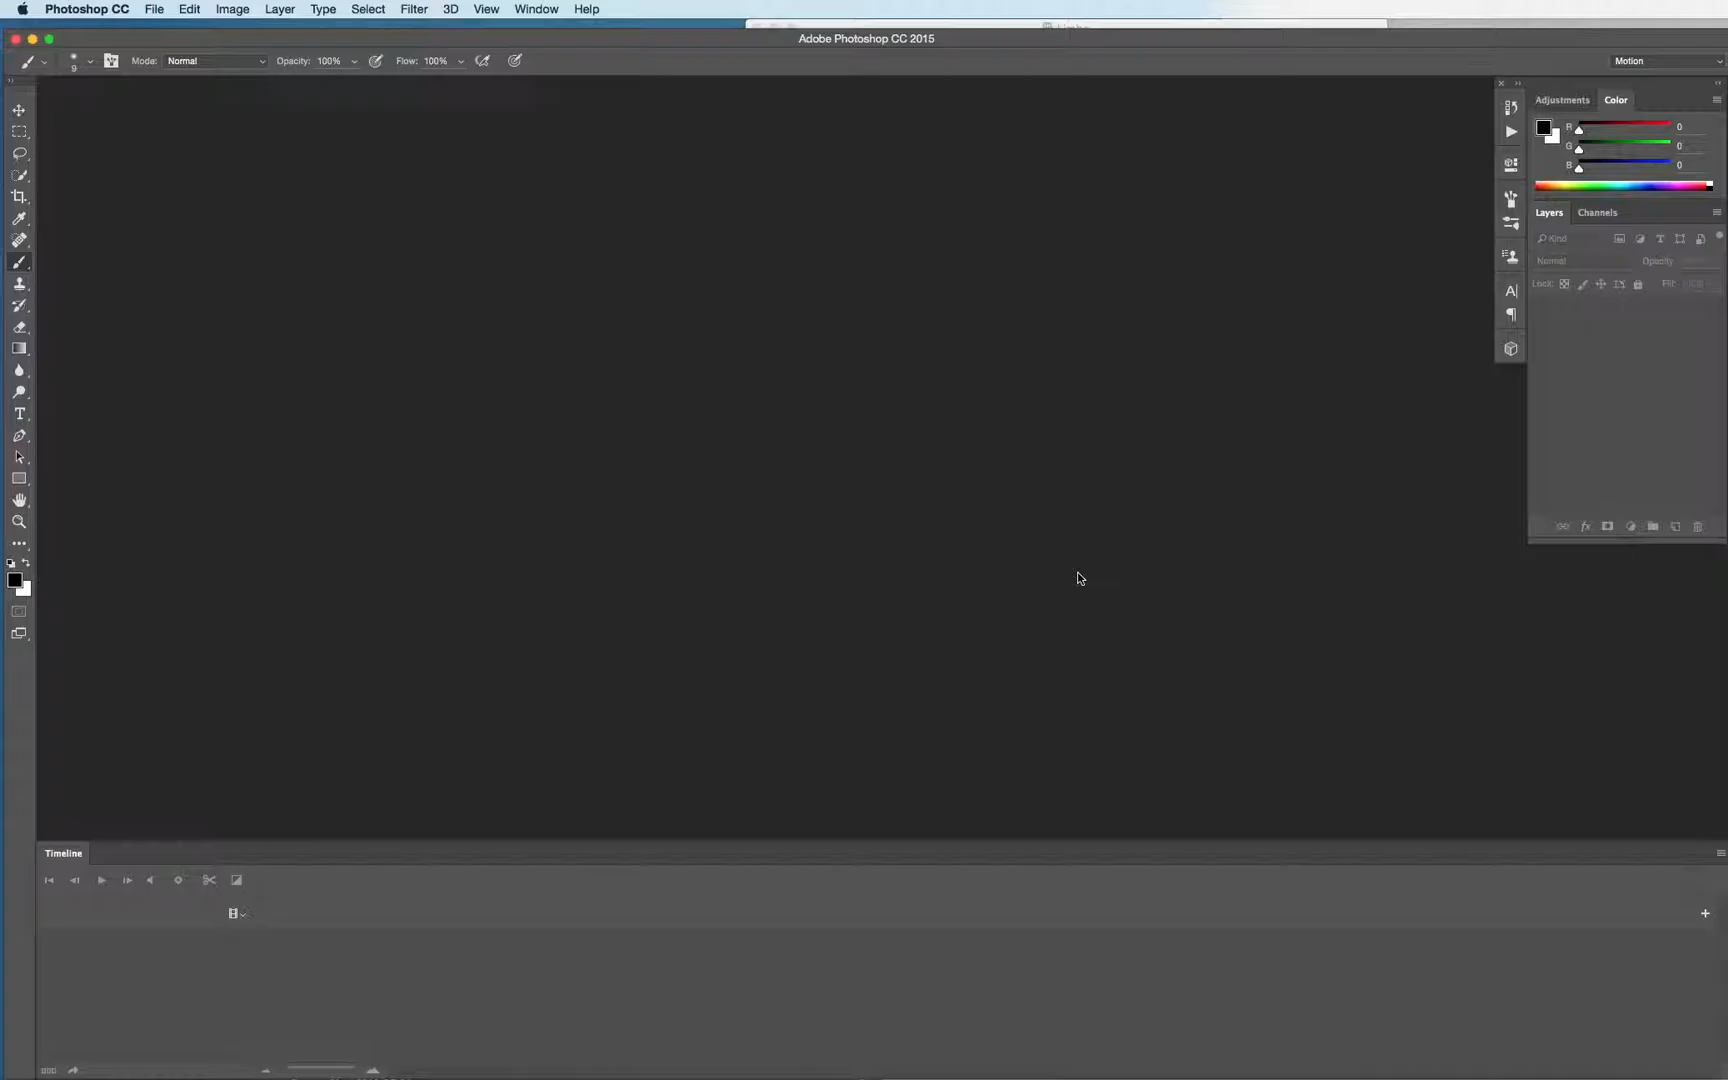 Photoshop CC File Edit Image Layer Type Select Filter 3D View Window Help
Adobe Photoshop CC 2015
9 Mode: Normal Opacity: 100% Flow: 100% Motion
Adjustments Color
R 0
G 0
B 0
Layers Channels
Kind
Normal Opacity
Lock: Fill:
Timeline